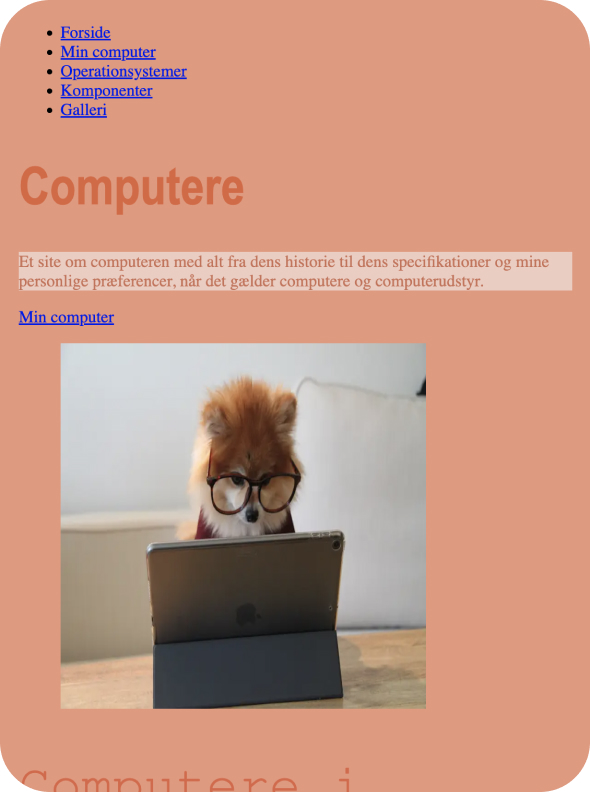 Forside
Min computer
Operationsystemer
Komponenter
Galleri
Computere
Et site om computeren med alt fra dens historie til dens specifikationer og mine
personlige præferencer, når det gælder computere og computerudstyr.
Min computer
Computere i